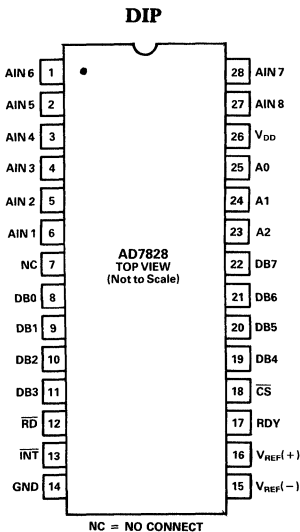 DIP
AIN 6 1
AIN 5 2
AIN 4 3
AIN 3 4
AIN 2 5
AIN 1 6
NC 7
DB0 8
DB1 9
DB2 10
DB3 11
R̅D̅ 12
I̅N̅T̅ 13
GND 14
AD7828
TOP VIEW
(Not to Scale)
28 AIN 7
27 AIN 8
26 VDD
25 A0
24 A1
23 A2
22 DB7
21 DB6
20 DB5
19 DB4
18 C̅S̅
17 RDY
16 VREF(+)
15 VREF(−)
NC = NO CONNECT